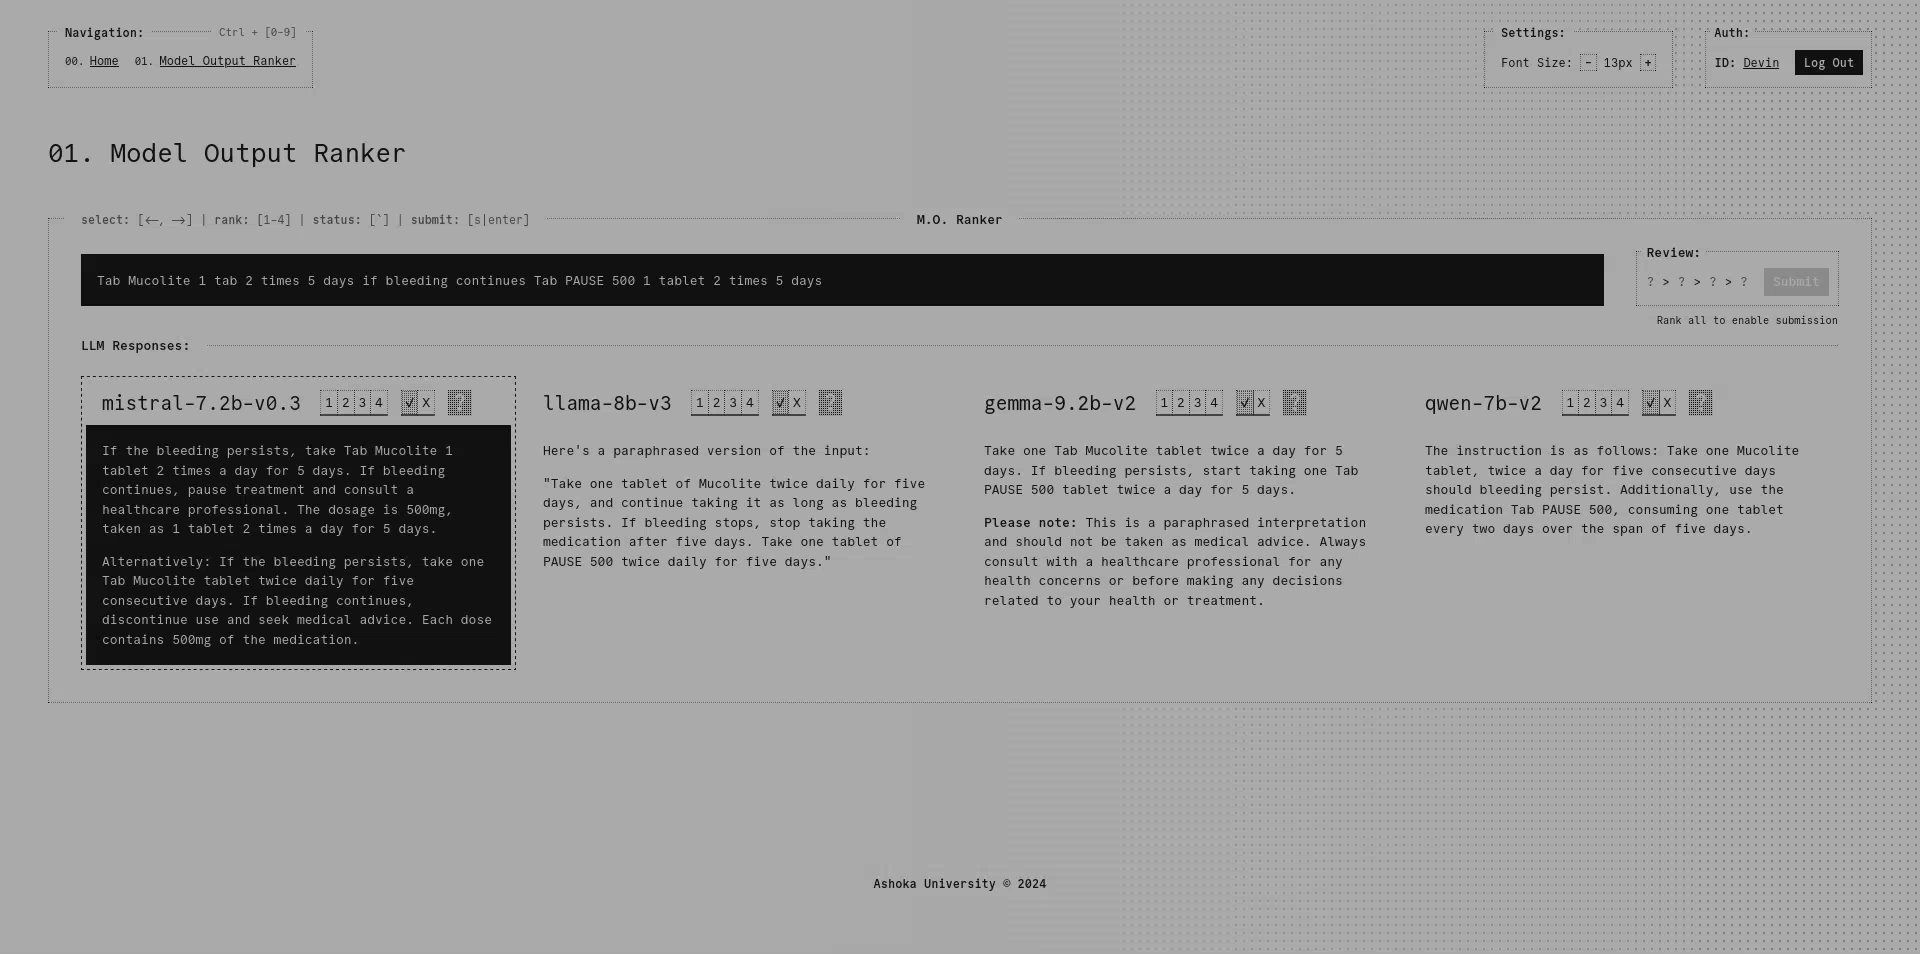 Navigation: Ctrl + [0-9]
00. Home 01. Model Output Ranker
Settings:
Font Size: - 13px +
Auth:
ID: Devin Log Out
01. Model Output Ranker
select: [<-, ->] | rank: [1-4] | status: [`] | submit: [s|enter]
M.O. Ranker
Tab Mucolite 1 tab 2 times 5 days if bleeding continues Tab PAUSE 500 1 tablet 2 times 5 days
Review:
? > ? > ? > ? Submit
Rank all to enable submission
LLM Responses:
mistral-7.2b-v0.3 1 2 3 4 ✓ X ?
If the bleeding persists, take Tab Mucolite 1
tablet 2 times a day for 5 days. If bleeding
continues, pause treatment and consult a
healthcare professional. The dosage is 500mg,
taken as 1 tablet 2 times a day for 5 days.
Alternatively: If the bleeding persists, take one
Tab Mucolite tablet twice daily for five
consecutive days. If bleeding continues,
discontinue use and seek medical advice. Each dose
contains 500mg of the medication.
llama-8b-v3 1 2 3 4 ✓ X ?
Here's a paraphrased version of the input:
"Take one tablet of Mucolite twice daily for five
days, and continue taking it as long as bleeding
persists. If bleeding stops, stop taking the
medication after five days. Take one tablet of
PAUSE 500 twice daily for five days."
gemma-9.2b-v2 1 2 3 4 ✓ X ?
Take one Tab Mucolite tablet twice a day for 5
days. If bleeding persists, start taking one Tab
PAUSE 500 tablet twice a day for 5 days.
Please note: This is a paraphrased interpretation
and should not be taken as medical advice. Always
consult with a healthcare professional for any
health concerns or before making any decisions
related to your health or treatment.
qwen-7b-v2 1 2 3 4 ✓ X ?
The instruction is as follows: Take one Mucolite
tablet, twice a day for five consecutive days
should bleeding persist. Additionally, use the
medication Tab PAUSE 500, consuming one tablet
every two days over the span of five days.
Ashoka University © 2024